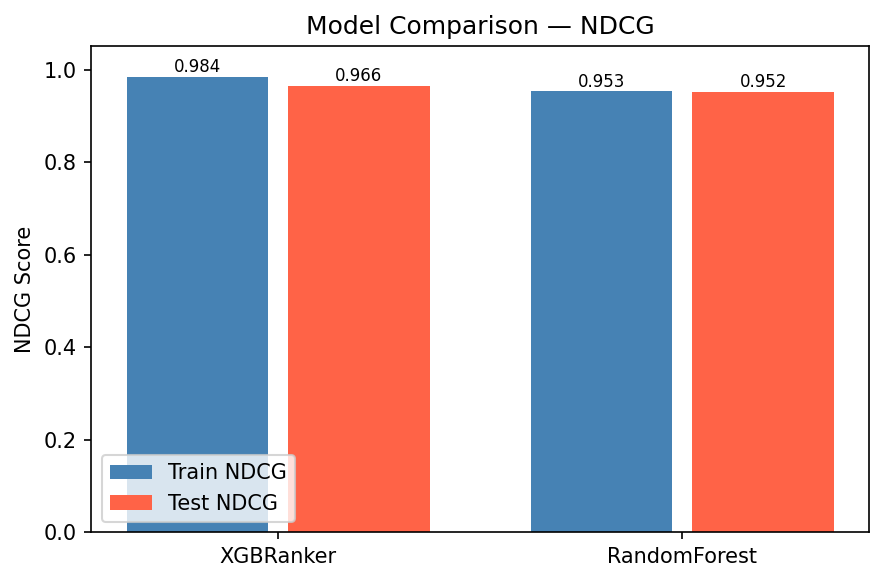 Model Comparison — NDCG
NDCG Score
1.0
0.8
0.6
0.4
0.2
0.0
0.984
0.966
0.953
0.952
Train NDCG
Test NDCG
XGBRanker
RandomForest